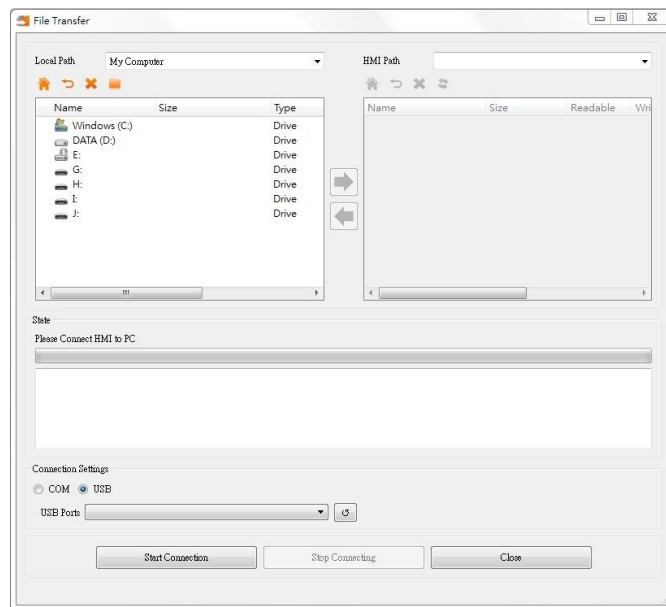 File Transfer
Local Path My Computer HMI Path
Name Size Type Name Size Readable Wri
Windows (C:) Drive
DATA (D:) Drive
E: Drive
G: Drive
H: Drive
I: Drive
J: Drive
State
Please Connect HMI to PC
Connection Settings
COM USB
USB Ports
Start Connection Stop Connecting Close